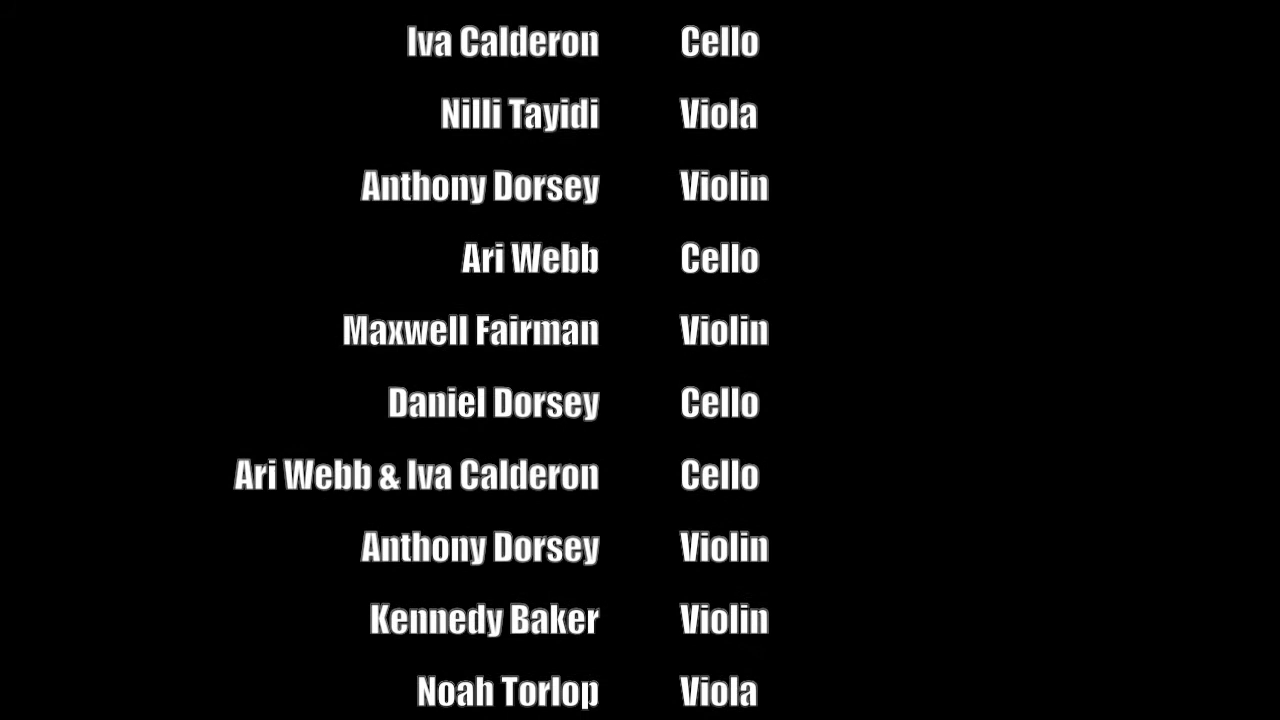 Iva Calderon Cello
Nilli Tayidi Viola
Anthony Dorsey Violin
Ari Webb Cello
Maxwell Fairman Violin
Daniel Dorsey Cello
Ari Webb & Iva Calderon Cello
Anthony Dorsey Violin
Kennedy Baker Violin
Noah Torlop Viola